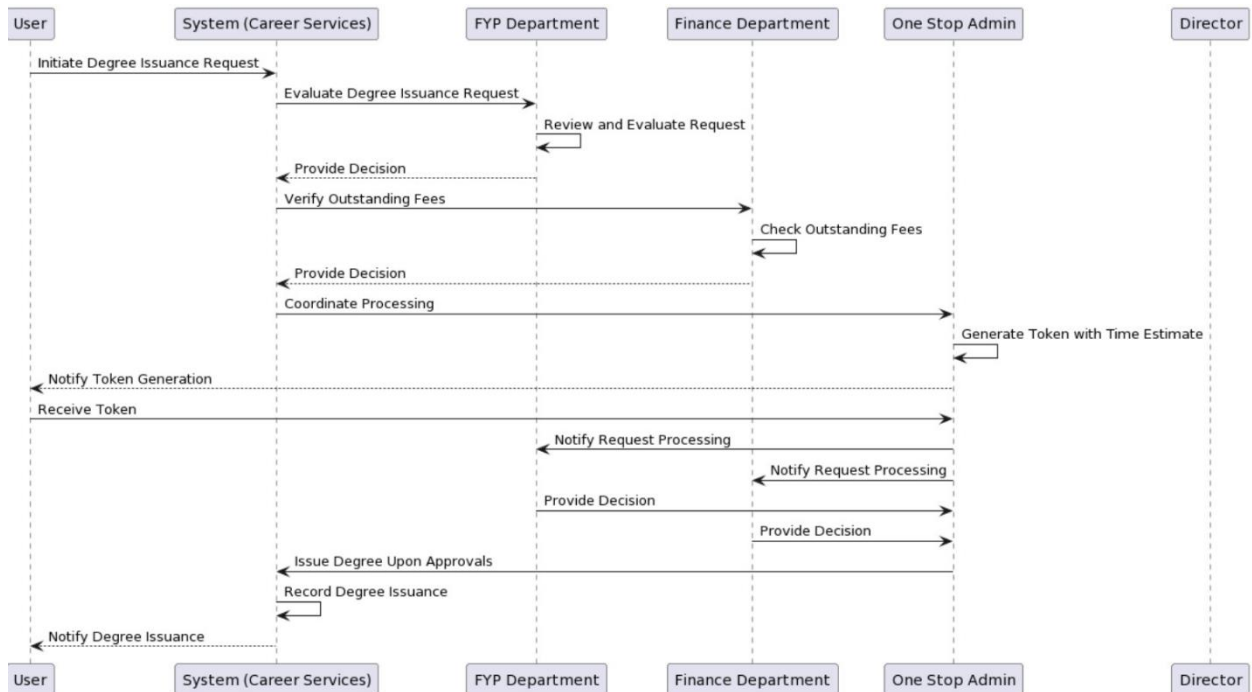 User
System (Career Services)
FYP Department
Finance Department
One Stop Admin
Director
Initiate Degree Issuance Request
Evaluate Degree Issuance Request
Review and Evaluate Request
Provide Decision
Verify Outstanding Fees
Check Outstanding Fees
Provide Decision
Coordinate Processing
Generate Token with Time Estimate
Notify Token Generation
Receive Token
Notify Request Processing
Notify Request Processing
Provide Decision
Provide Decision
Issue Degree Upon Approvals
Record Degree Issuance
Notify Degree Issuance
User
System (Career Services)
FYP Department
Finance Department
One Stop Admin
Director